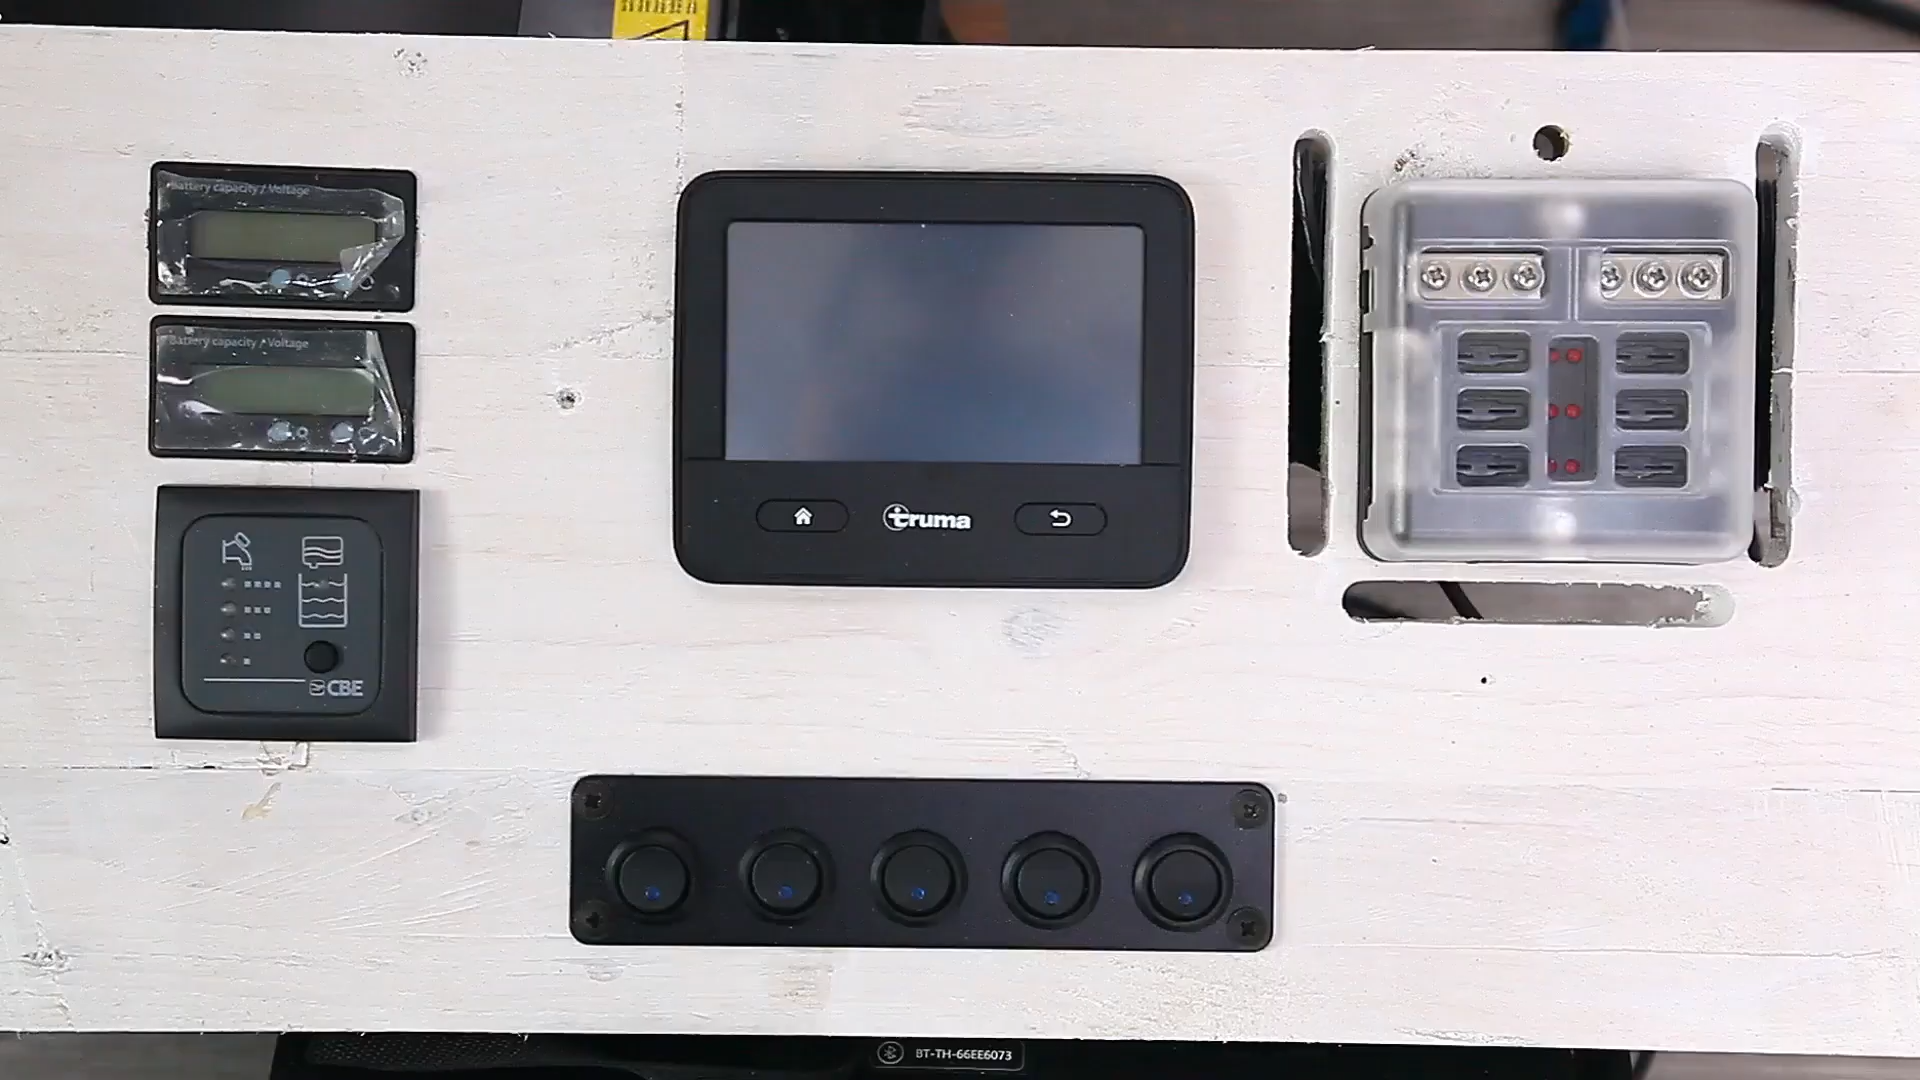 Battery capacity / Voltage
Battery capacity / Voltage
truma
CBE
BT-TH-66EE6073